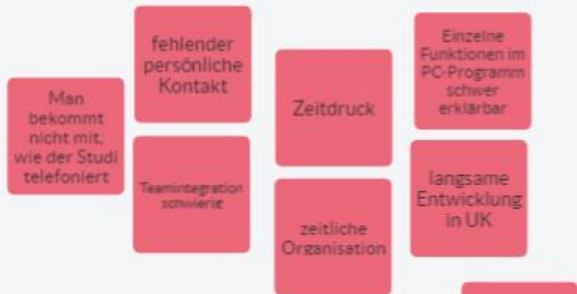 Man
bekommt
nicht mit,
wie der Studi
telefoniert
fehlender
persönliche
Kontakt
Teamintegration
schwierig
Zeitdruck
zeitliche
Organisation
Einzelne
Funktionen im
PC-Programm
schwer
erklärbar
langsame
Entwicklung
in UK